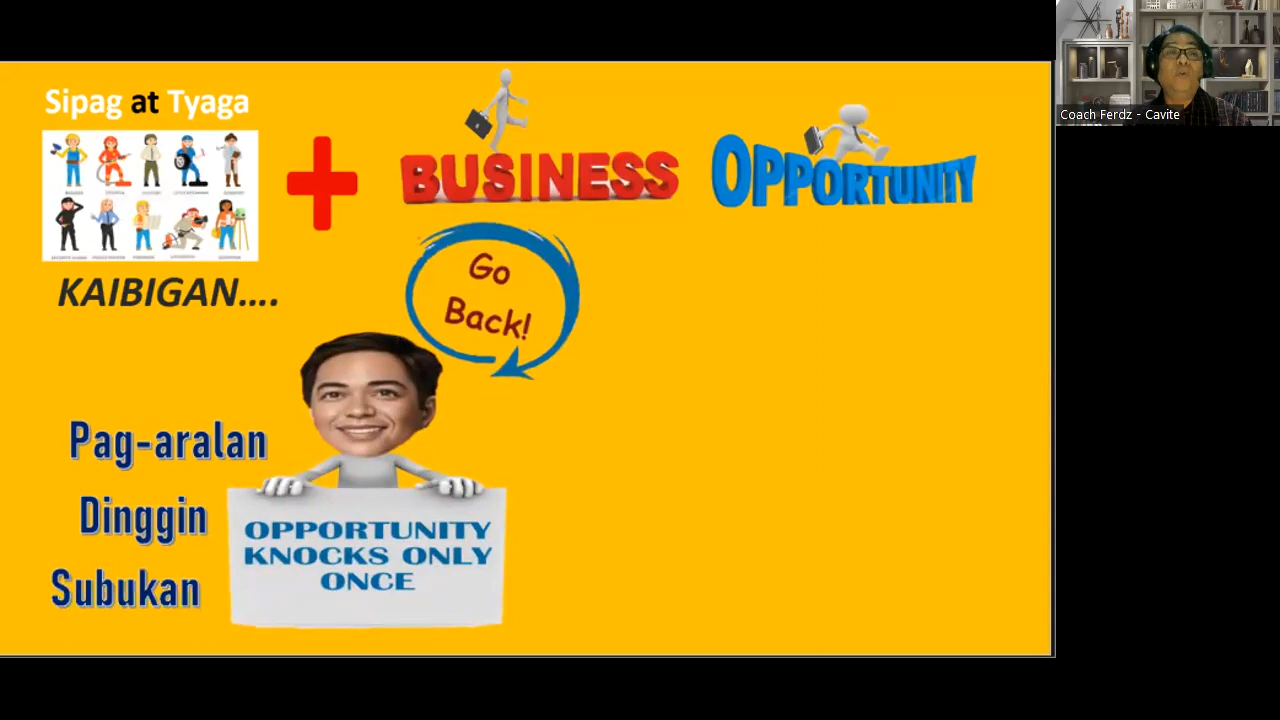 Sipag at Tyaga
BUSINESS
OPPORTUNITY
KAIBIGAN....
Go
Back!
Pag-aralan
Dinggin
Subukan
OPPORTUNITY
KNOCKS ONLY
ONCE
Coach Ferdz - Cavite